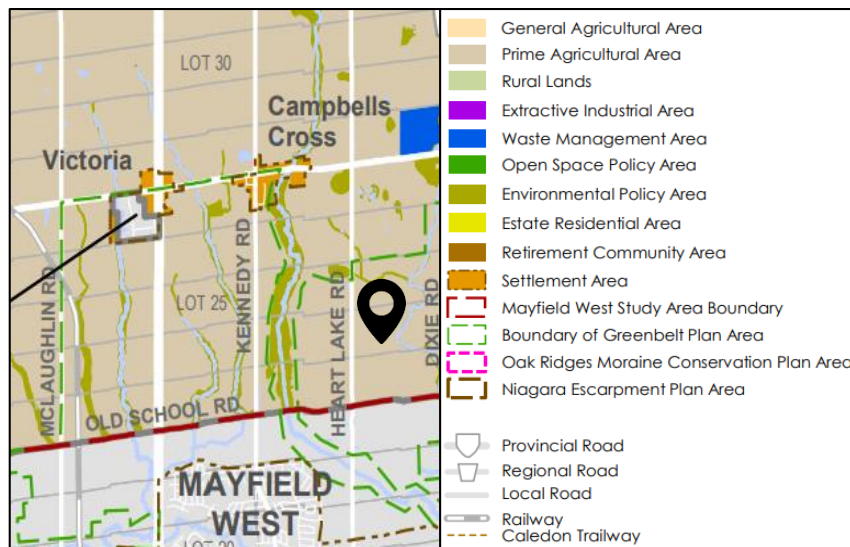 LOT 30
Campbells
Cross
Victoria
MCLAUGHLIN RD
LOT 25
KENNEDY RD
HEART LAKE RD
DIXIE RD
OLD SCHOOL RD
MAYFIELD
WEST
LOT 20
General Agricultural Area
Prime Agricultural Area
Rural Lands
Extractive Industrial Area
Waste Management Area
Open Space Policy Area
Environmental Policy Area
Estate Residential Area
Retirement Community Area
Settlement Area
Mayfield West Study Area Boundary
Boundary of Greenbelt Plan Area
Oak Ridges Moraine Conservation Plan Area
Niagara Escarpment Plan Area
Provincial Road
Regional Road
Local Road
Railway
Caledon Trailway